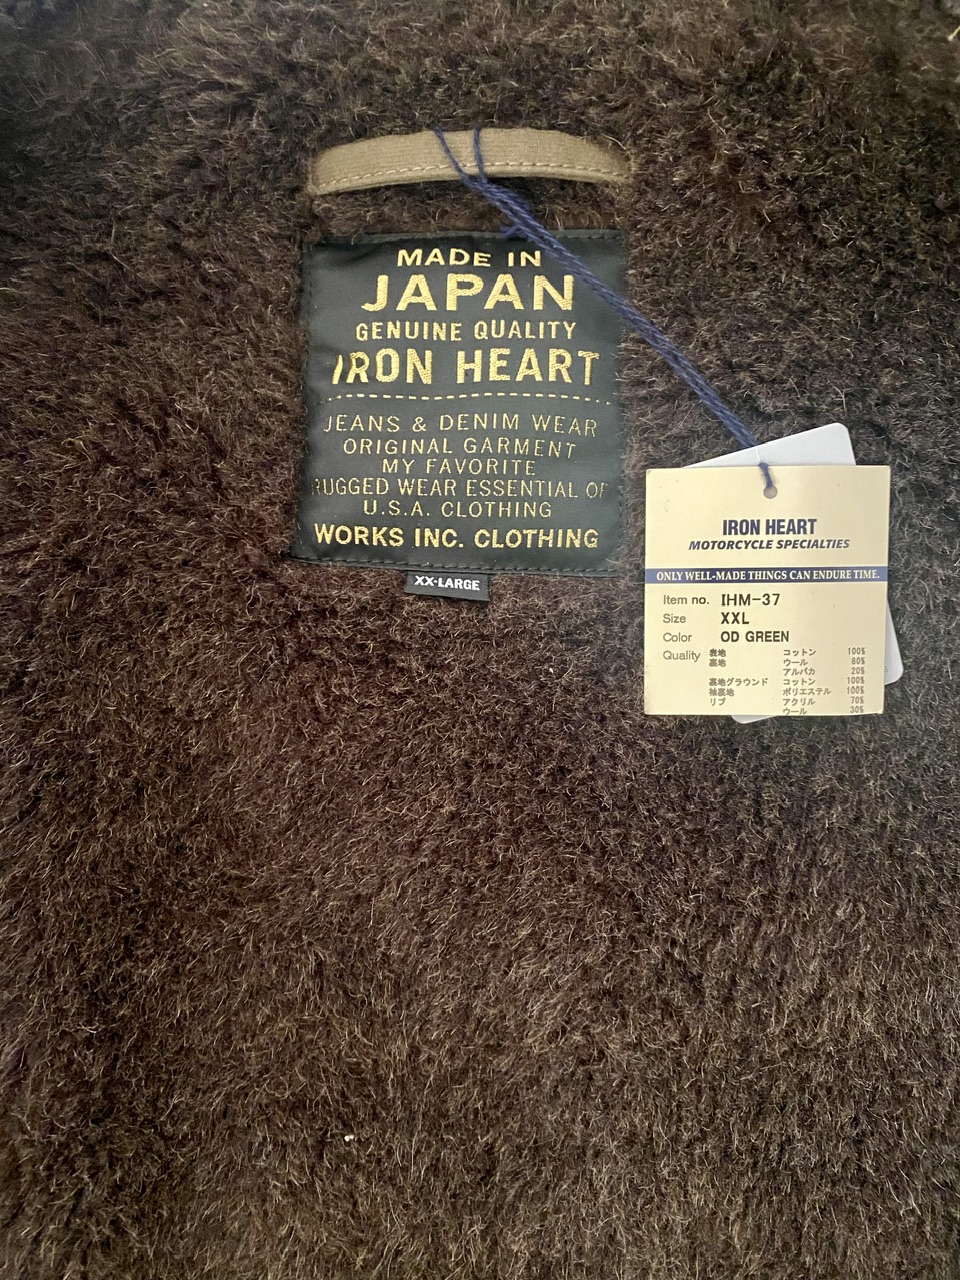 MADE IN
JAPAN
GENUINE QUALITY
IRON HEART
JEANS & DENIM WEAR
ORIGINAL GARMENT
MY FAVORITE
RUGGED WEAR ESSENTIAL OF
U.S.A. CLOTHING
WORKS INC. CLOTHING
XX-LARGE
IRON HEART
MOTORCYCLE SPECIALTIES
ONLY WELL-MADE THINGS CAN ENDURE TIME.
Item no. IHM-37
Size XXL
Color OD GREEN
Quality 表地 コットン 100%
裏地 ウール 80%
アルパカ 20%
裏地グラウンド コットン 100%
袖裏地 ポリエステル 100%
リブ アクリル 70%
ウール 30%